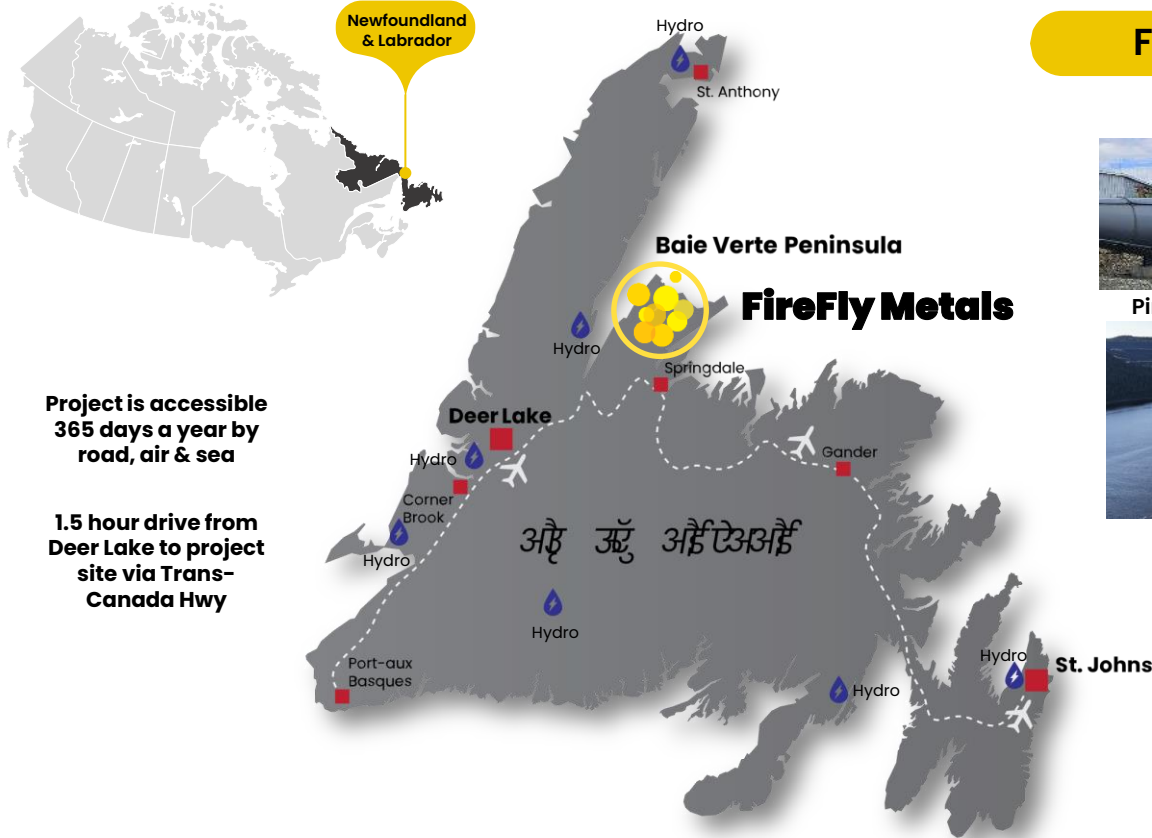 Newfoundland
& Labrador
Hydro
St. Anthony
Baie Verte Peninsula
FireFly Metals
Hydro
Springdale
Project is accessible
365 days a year by
road, air & sea
Deer Lake
Hydro
Gander
Corner
Brook
Hydro
1.5 hour drive from
Deer Lake to project
site via Trans-
Canada Hwy
Hydro
Port-aux
Basques
Hydro
Hydro
St. Johns
F
Pi